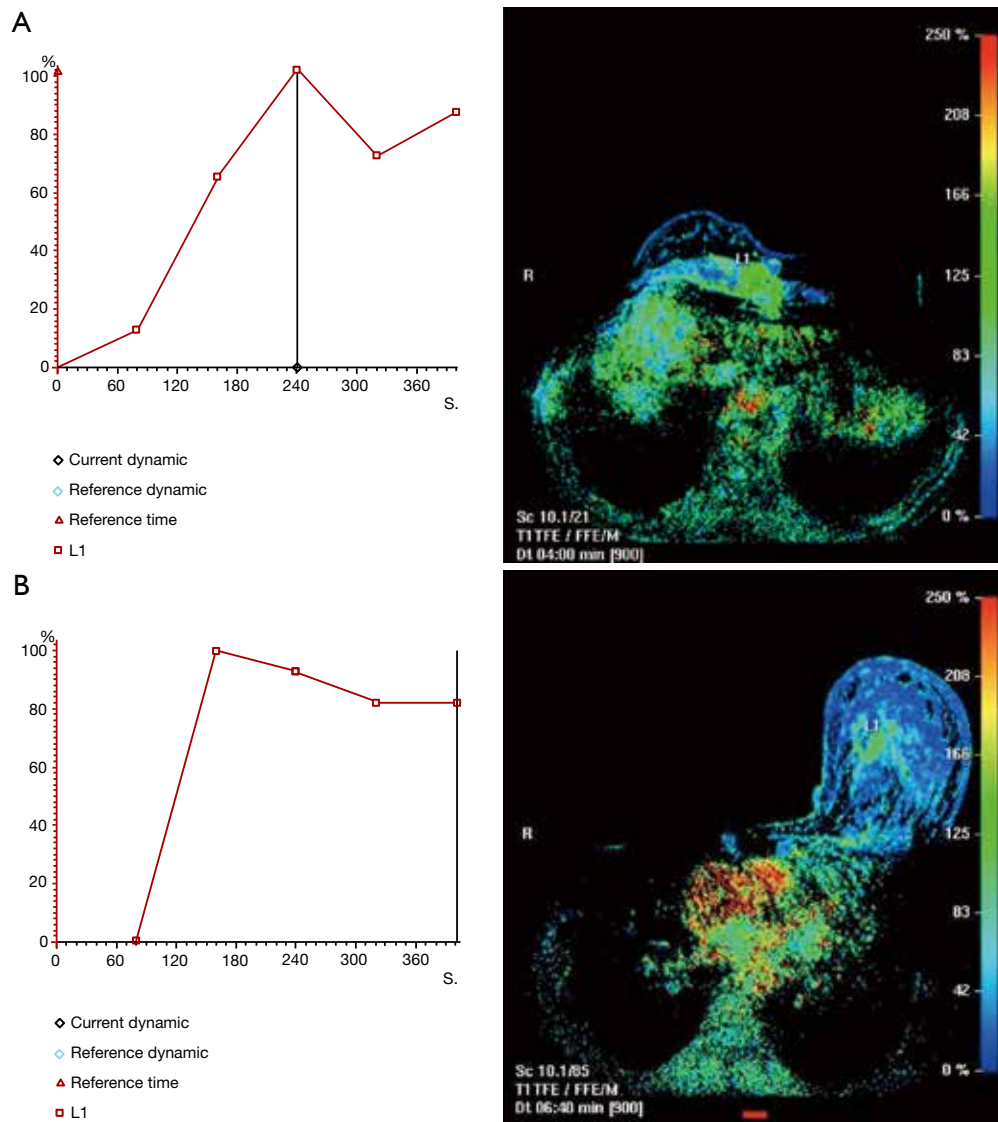 A
%
100
80
60
40
20
0
0 60 120 180 240 300 360
S.
Current dynamic
Reference dynamic
Reference time
L1
250 %
208
166
125
83
42
0 %
L1
R
Sc 10.1/21
T1TFE / FFE/M
Dt 04:00 min [900]
B
%
100
80
60
40
20
0
0 60 120 180 240 300 360
S.
Current dynamic
Reference dynamic
Reference time
L1
250 %
208
166
125
83
42
0 %
L1
R
Sc 10.1/85
T1TFE / FFE/M
Dt 06:40 min [900]